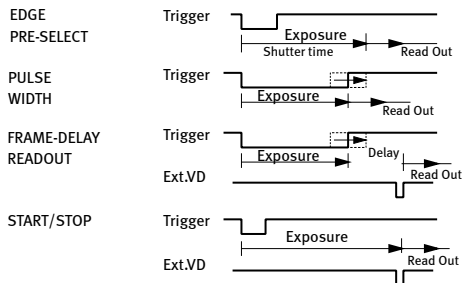 EDGE
PRE-SELECT
Trigger
Exposure
Shutter time
Read Out
PULSE
WIDTH
Trigger
Exposure
Read Out
FRAME-DELAY
READOUT
Trigger
Exposure
Delay
Read Out
Ext.VD
START/STOP
Trigger
Exposure
Read Out
Ext.VD